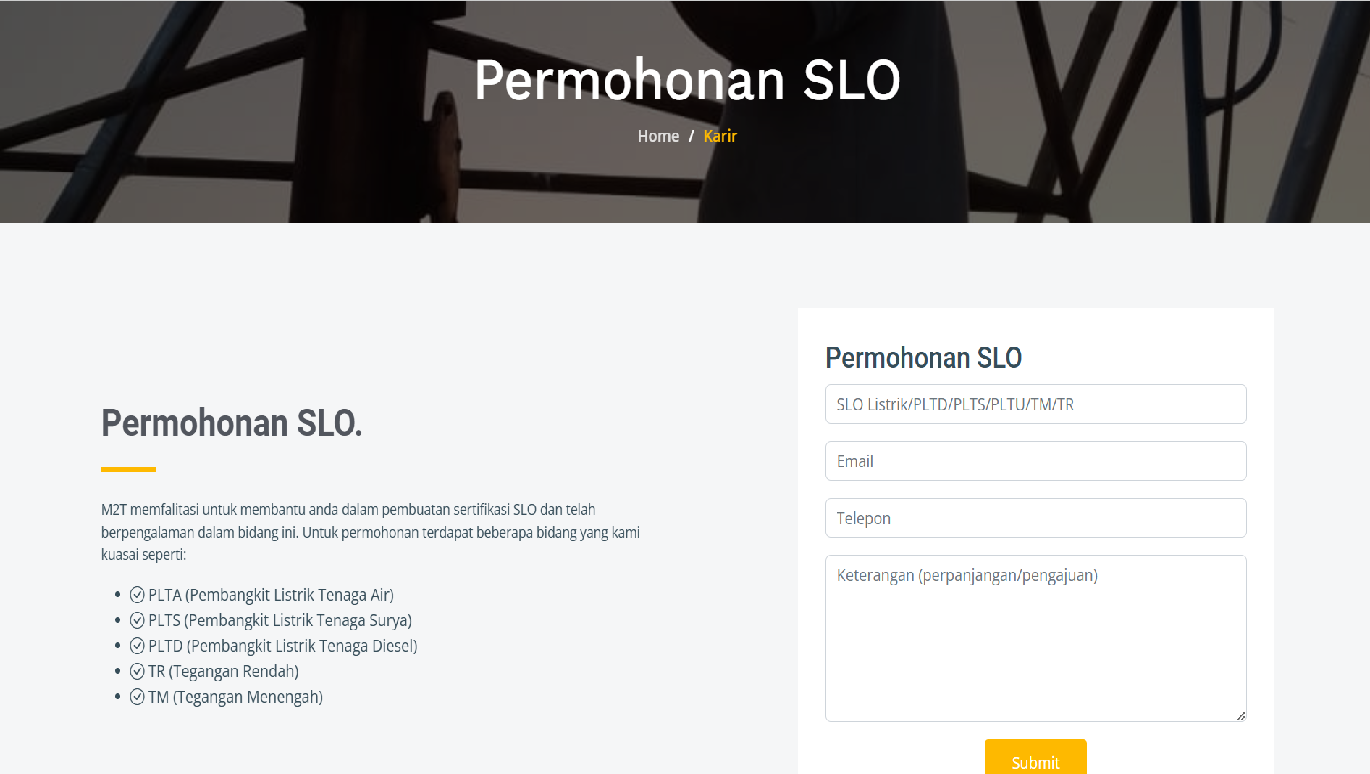 Permohonan SLO
Home / Karir
Permohonan SLO.
M2T memfalitasi untuk membantu anda dalam pembuatan sertifikasi SLO dan telah
berpengalaman dalam bidang ini. Untuk permohonan terdapat beberapa bidang yang kami
kuasai seperti:
PLTA (Pembangkit Listrik Tenaga Air)
PLTS (Pembangkit Listrik Tenaga Surya)
PLTD (Pembangkit Listrik Tenaga Diesel)
TR (Tegangan Rendah)
TM (Tegangan Menengah)
Permohonan SLO
SLO Listrik/PLTD/PLTS/PLTU/TM/TR
Email
Telepon
Keterangan (perpanjangan/pengajuan)
Submit